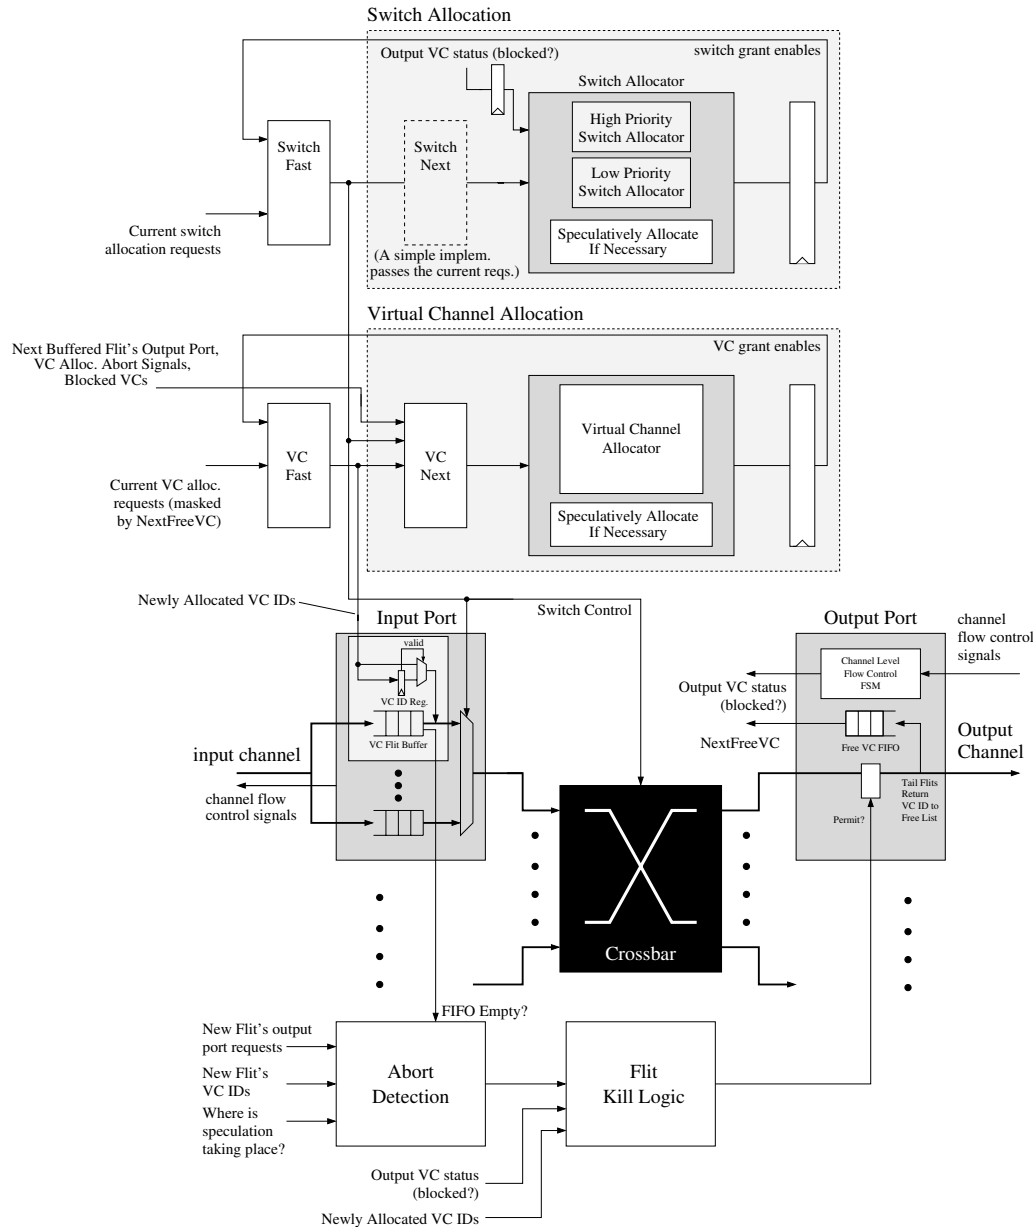 Switch Allocation
switch grant enables
Output VC status (blocked?)
Switch Allocator
High Priority
Switch Allocator
Low Priority
Switch Allocator
Speculatively Allocate
If Necessary
Switch
Fast
Switch
Next
Current switch
allocation requests
(A simple implem.
passes the current reqs.)
Virtual Channel Allocation
VC grant enables
Next Buffered Flit's Output Port,
VC Alloc. Abort Signals,
Blocked VCs
VC
Fast
VC
Next
Virtual Channel
Allocator
Speculatively Allocate
If Necessary
Current VC alloc.
requests (masked
by NextFreeVC)
Newly Allocated VC IDs
Input Port
Switch Control
Output Port
channel
flow control
signals
valid
VC ID Reg.
VC Flit Buffer
Channel Level
Flow Control
FSM
Output VC status
(blocked?)
NextFreeVC
Free VC FIFO
Output
Channel
input channel
channel flow
control signals
Tail Flits
Return
VC ID to
Free List
Permit?
Crossbar
FIFO Empty?
New Flit's output
port requests
New Flit's
VC IDs
Where is
speculation
taking place?
Abort
Detection
Flit
Kill Logic
Output VC status
(blocked?)
Newly Allocated VC IDs